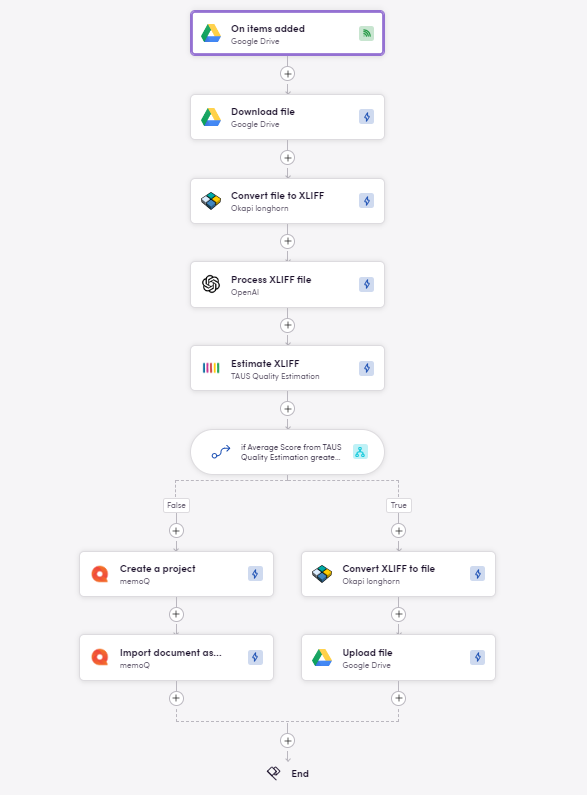 On items added
Google Drive
Download file
Google Drive
Convert file to XLIFF
Okapi longhorn
Process XLIFF file
OpenAI
Estimate XLIFF
TAUS Quality Estimation
if Average Score from TAUS
Quality Estimation greate...
False
True
Create a project
memoQ
Convert XLIFF to file
Okapi longhorn
Import document as...
memoQ
Upload file
Google Drive
End